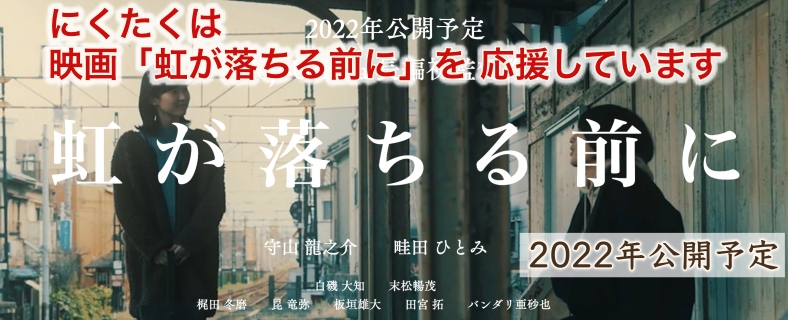 2022年公開予定
にくたくは
映画「虹が落ちる前に」を 応援しています
虹が落ちる前に
守山 龍之介　畦田 ひとみ
2022年公開予定
白磯 大知　末松暢茂
梶田 冬磨　昆 竜弥　板垣雄大　田宮 拓　バンダリ亜砂也